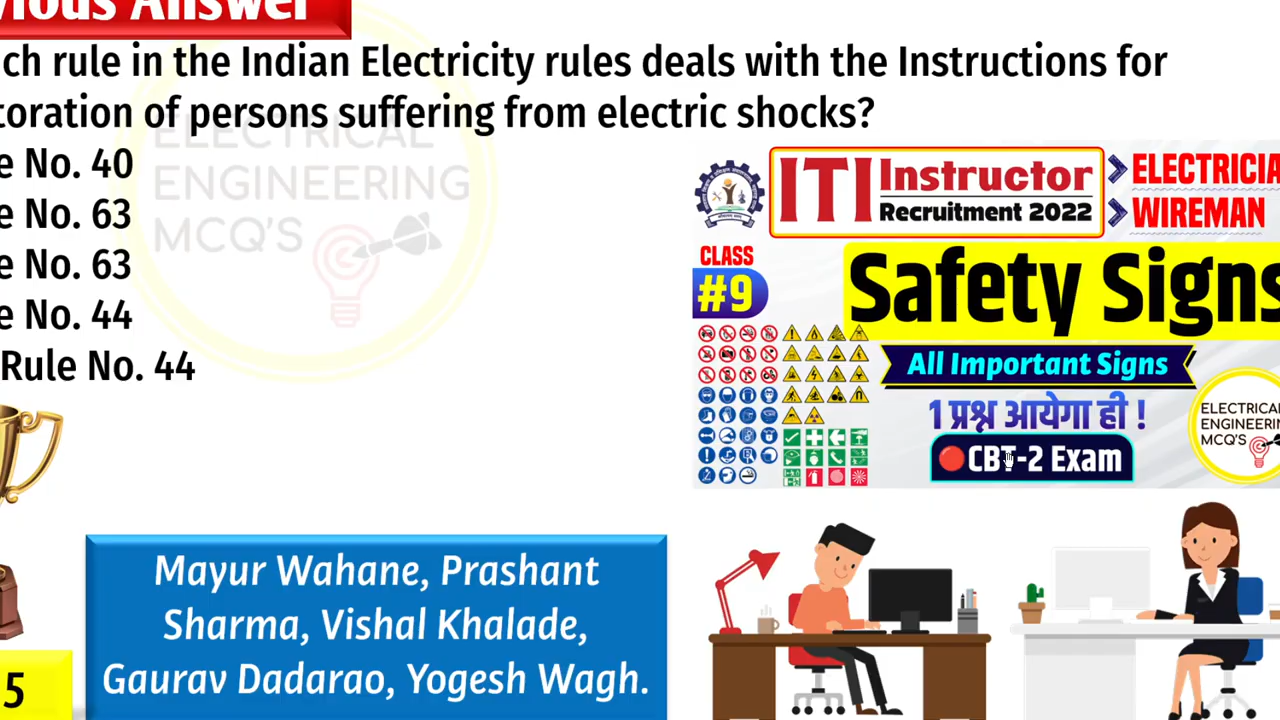 vious Answer
ch rule in the Indian Electricity rules deals with the Instructions for
toration of persons suffering from electric shocks?
e No. 40
e No. 63
e No. 63
e No. 44
Rule No. 44
ELECTRICAL
ENGINEERING
MCQ'S
ITI Instructor
Recruitment 2022
ELECTRICIA
WIREMAN
CLASS
#9
Safety Signs
All Important Signs
1 प्रश्न आयेगा ही !
CBT-2 Exam
ELECTRICAL
ENGINEERIN
MCQ'S
Mayur Wahane, Prashant
Sharma, Vishal Khalade,
Gaurav Dadarao, Yogesh Wagh.
5